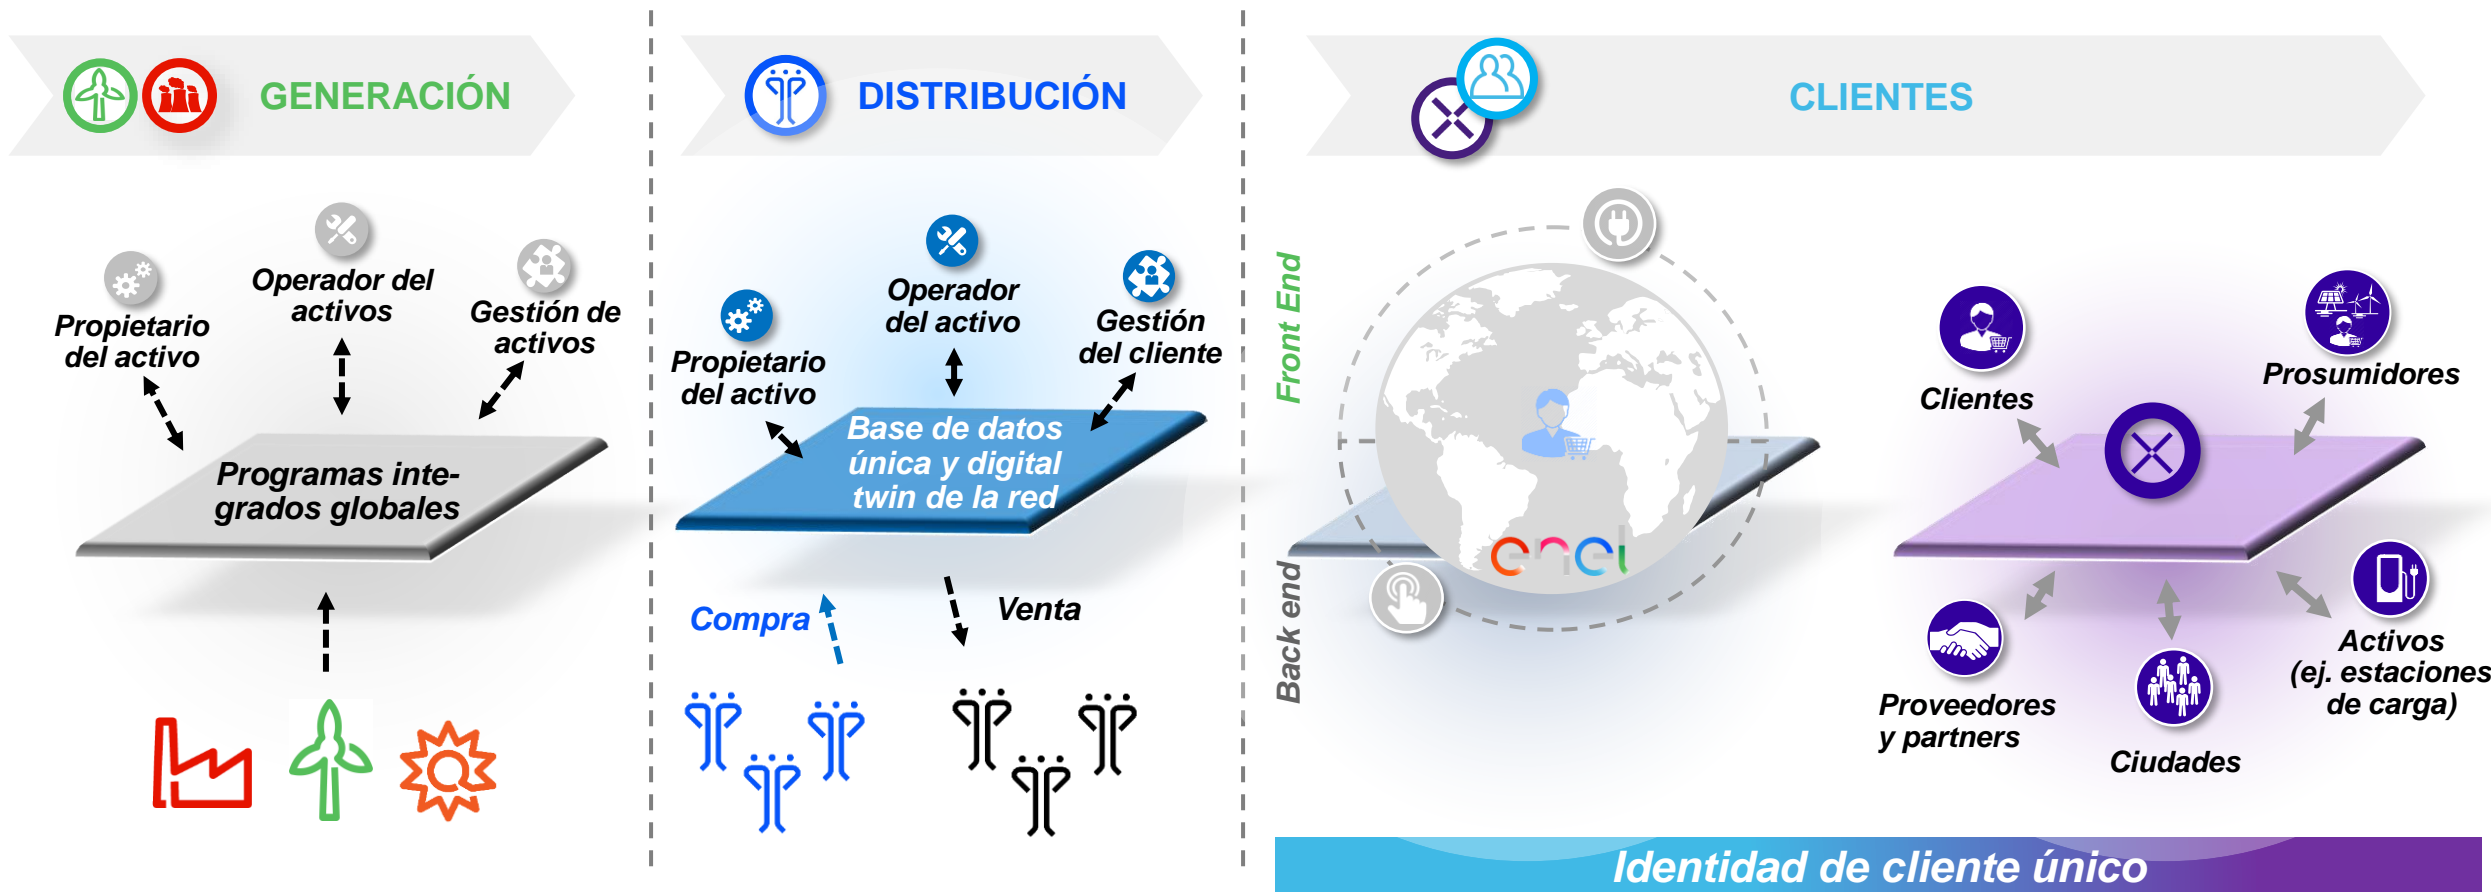 GENERACIÓN
Propietario
del activo
Operador del
activos
Gestión de
activos
Programas inte-
grados globales
DISTRIBUCIÓN
Propietario
del activo
Operador
del activo
Gestión
del cliente
Base de datos
única y digital
twin de la red
Compra
Venta
CLIENTES
Front End
Back end
enel
Clientes
Prosumidores
Proveedores
y partners
Ciudades
Activos
(ej. estaciones
de carga)
Identidad de cliente único